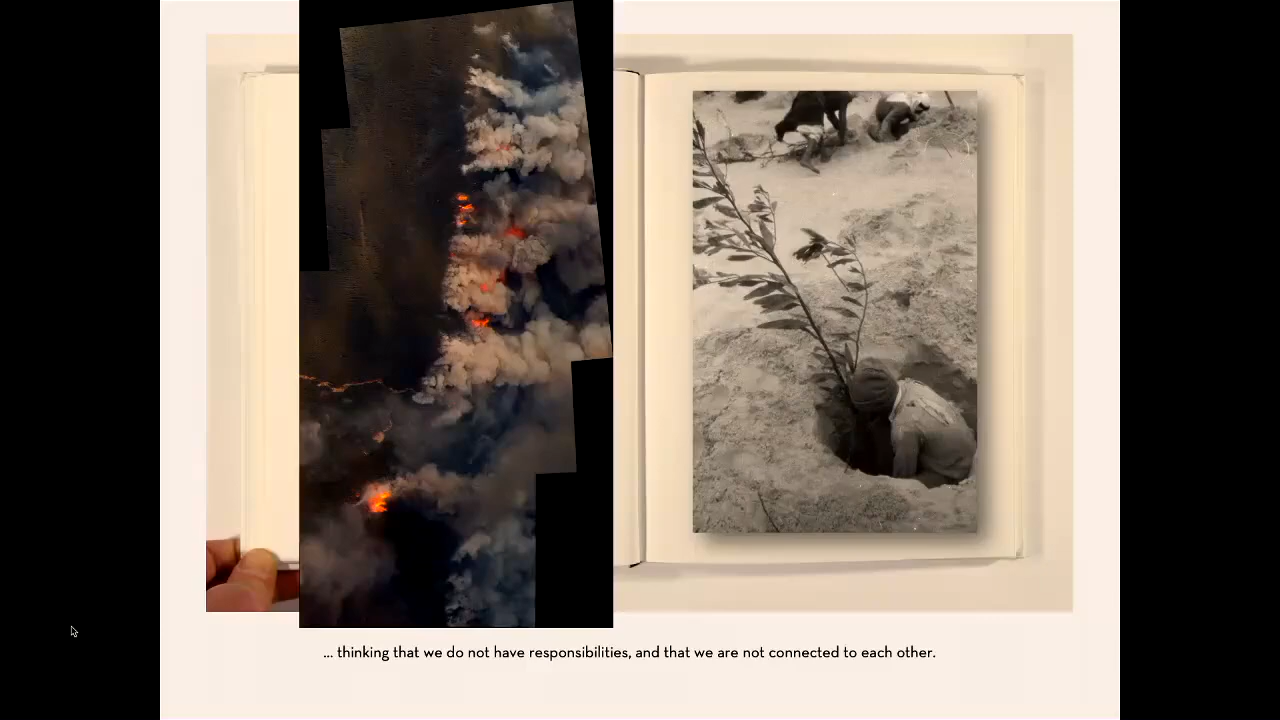 ... thinking that we do not have responsibilities, and that we are not connected to each other.